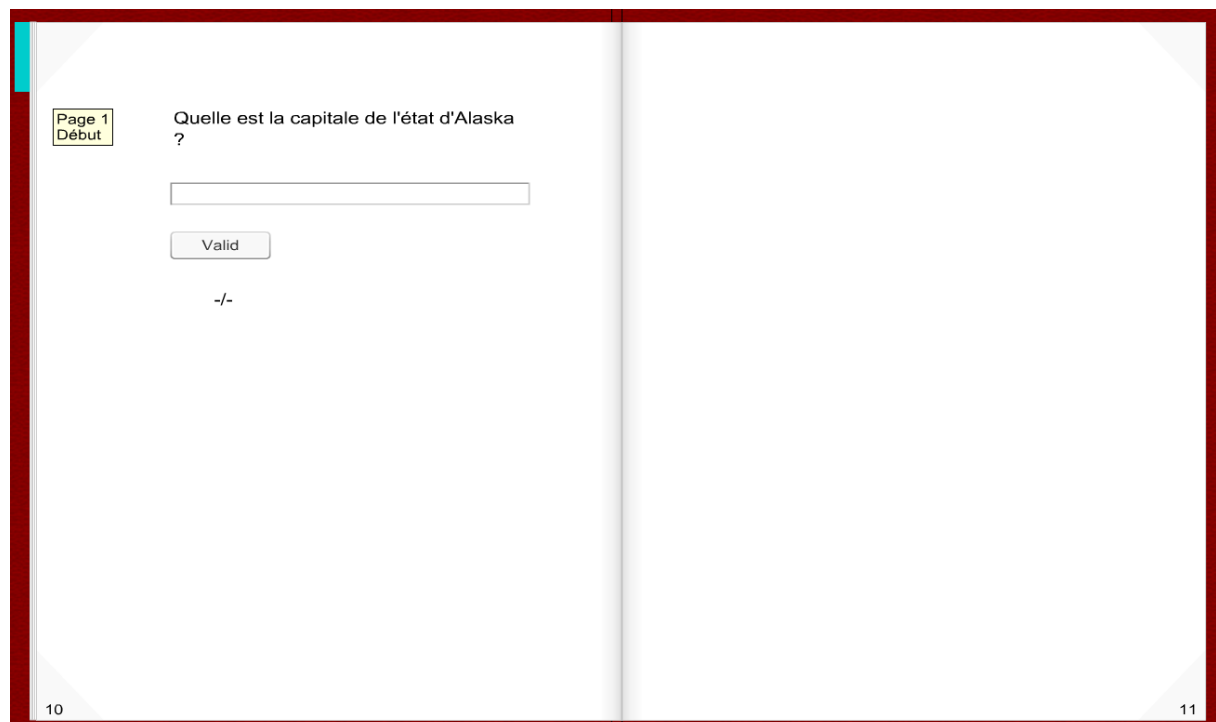 Page 1
Début
Quelle est la capitale de l'état d'Alaska
?
Valid
-/-
10
11